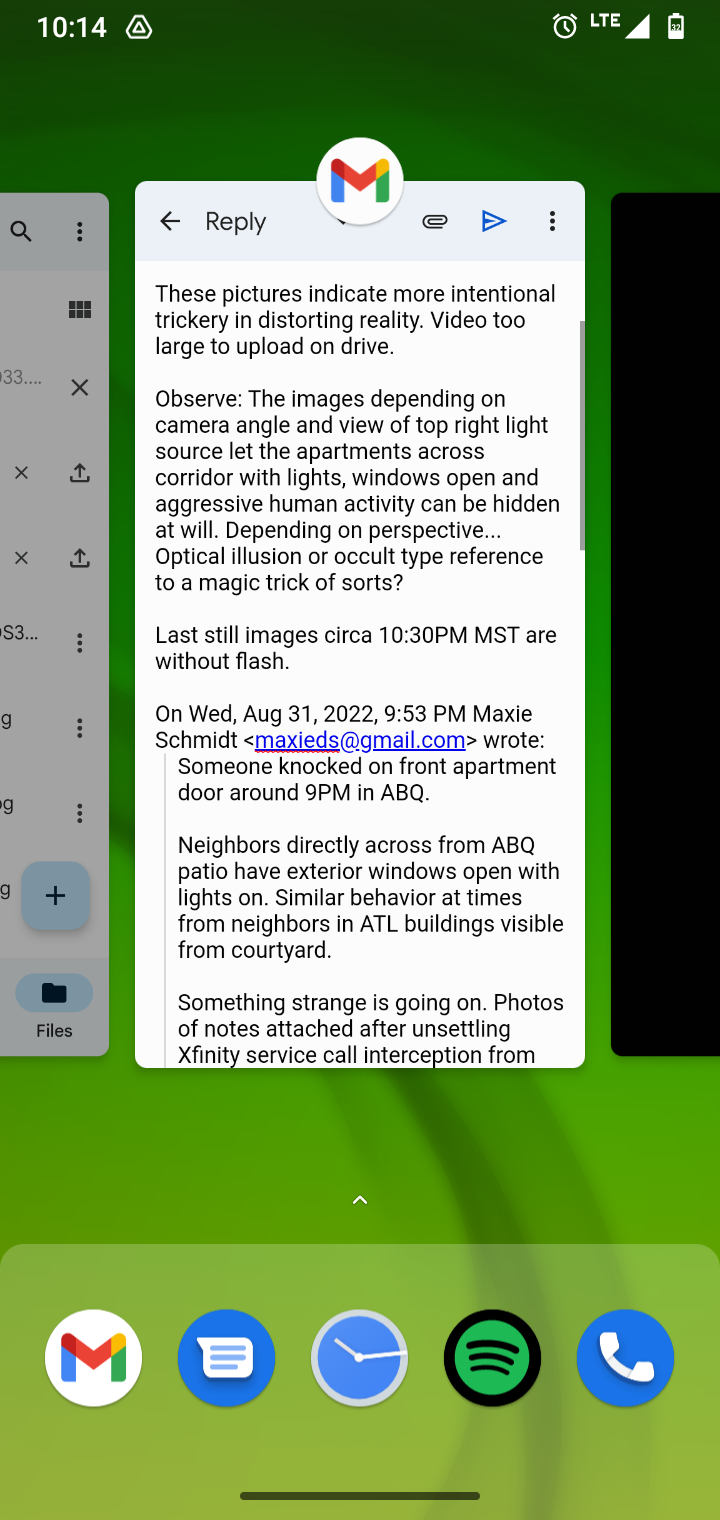 10:14
LTE
32
Reply
033....
These pictures indicate more intentional
trickery in distorting reality. Video too
large to upload on drive.
Observe: The images depending on
camera angle and view of top right light
source let the apartments across
corridor with lights, windows open and
aggressive human activity can be hidden
at will. Depending on perspective...
Optical illusion or occult type reference
to a magic trick of sorts?
Last still images circa 10:30PM MST are
without flash.
On Wed, Aug 31, 2022, 9:53 PM Maxie
Schmidt <maxieds@gmail.com> wrote:
Someone knocked on front apartment
door around 9PM in ABQ.
Neighbors directly across from ABQ
patio have exterior windows open with
lights on. Similar behavior at times
from neighbors in ATL buildings visible
from courtyard.
Something strange is going on. Photos
of notes attached after unsettling
Xfinity service call interception from
Files